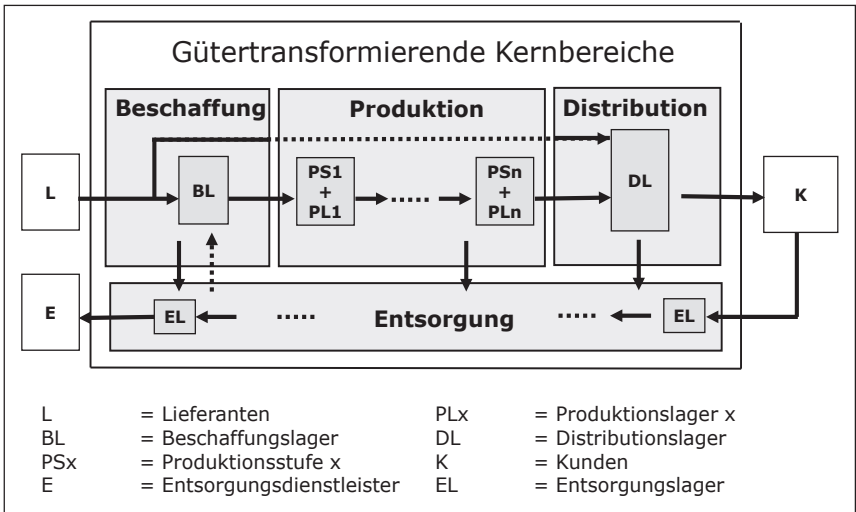 Gütertransformierende Kernbereiche
Beschaffung
Produktion
Distribution
L
BL
PS1
+
PL1
.....
PSn
+
PLn
DL
K
E
EL
.....
Entsorgung
.....
EL
L = Lieferanten
BL = Beschaffungslager
PSx = Produktionsstufe x
E = Entsorgungsdienstleister
PLx = Produktionslager x
DL = Distributionslager
K = Kunden
EL = Entsorgungslager